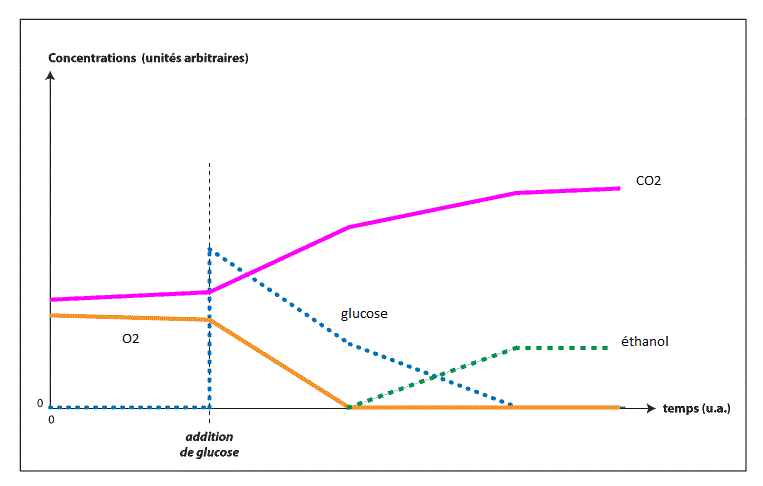 Concentrations (unités arbitraires)
CO2
glucose
O2
éthanol
0
0
temps (u.a.)
addition
de glucose